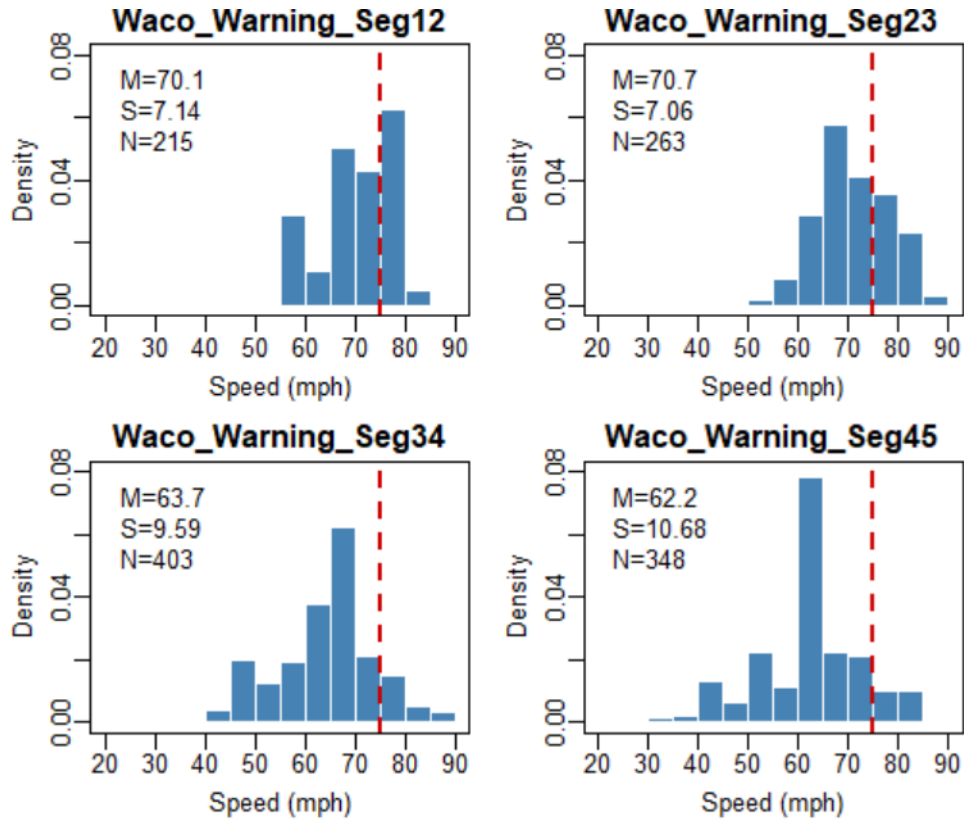 Waco_Warning_Seg12
M=70.1
S=7.14
N=215
0.08
0.04
0.00
Density
20 30 40 50 60 70 80 90
Speed (mph)
Waco_Warning_Seg23
M=70.7
S=7.06
N=263
0.08
0.04
0.00
Density
20 30 40 50 60 70 80 90
Speed (mph)
Waco_Warning_Seg34
M=63.7
S=9.59
N=403
0.08
0.04
0.00
Density
20 30 40 50 60 70 80 90
Speed (mph)
Waco_Warning_Seg45
M=62.2
S=10.68
N=348
0.08
0.04
0.00
Density
20 30 40 50 60 70 80 90
Speed (mph)